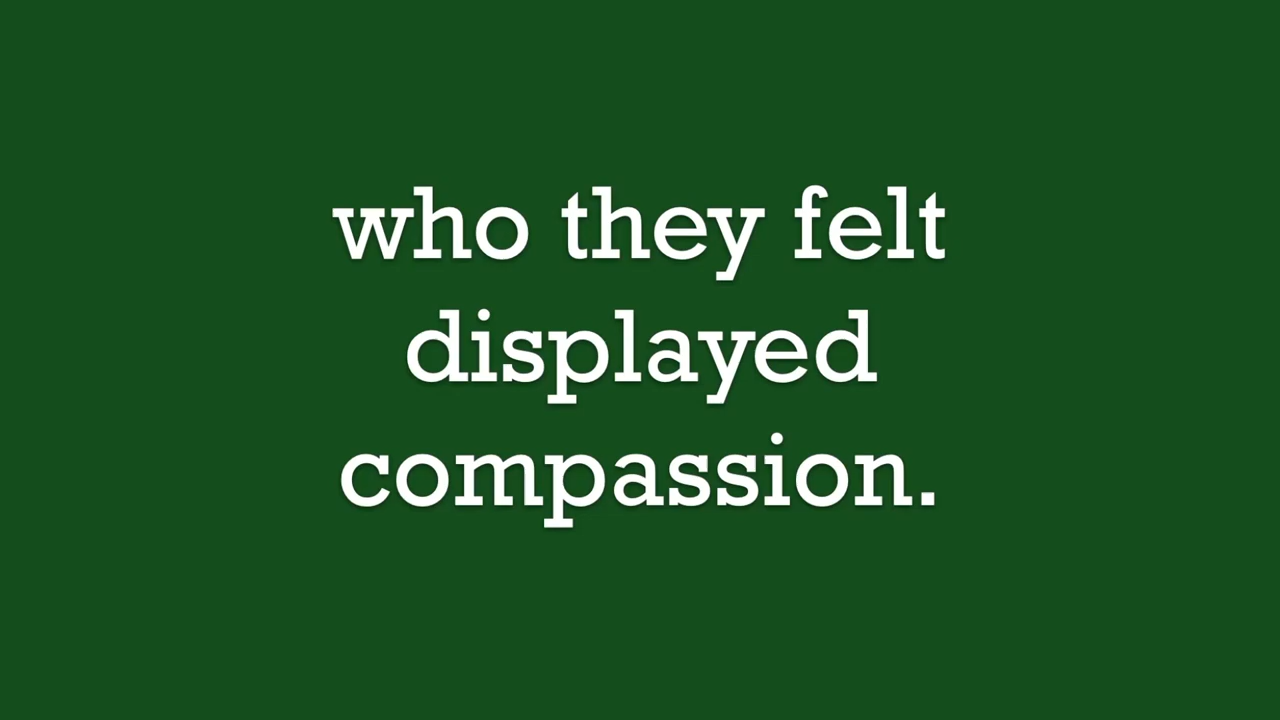 who they felt
displayed
compassion.